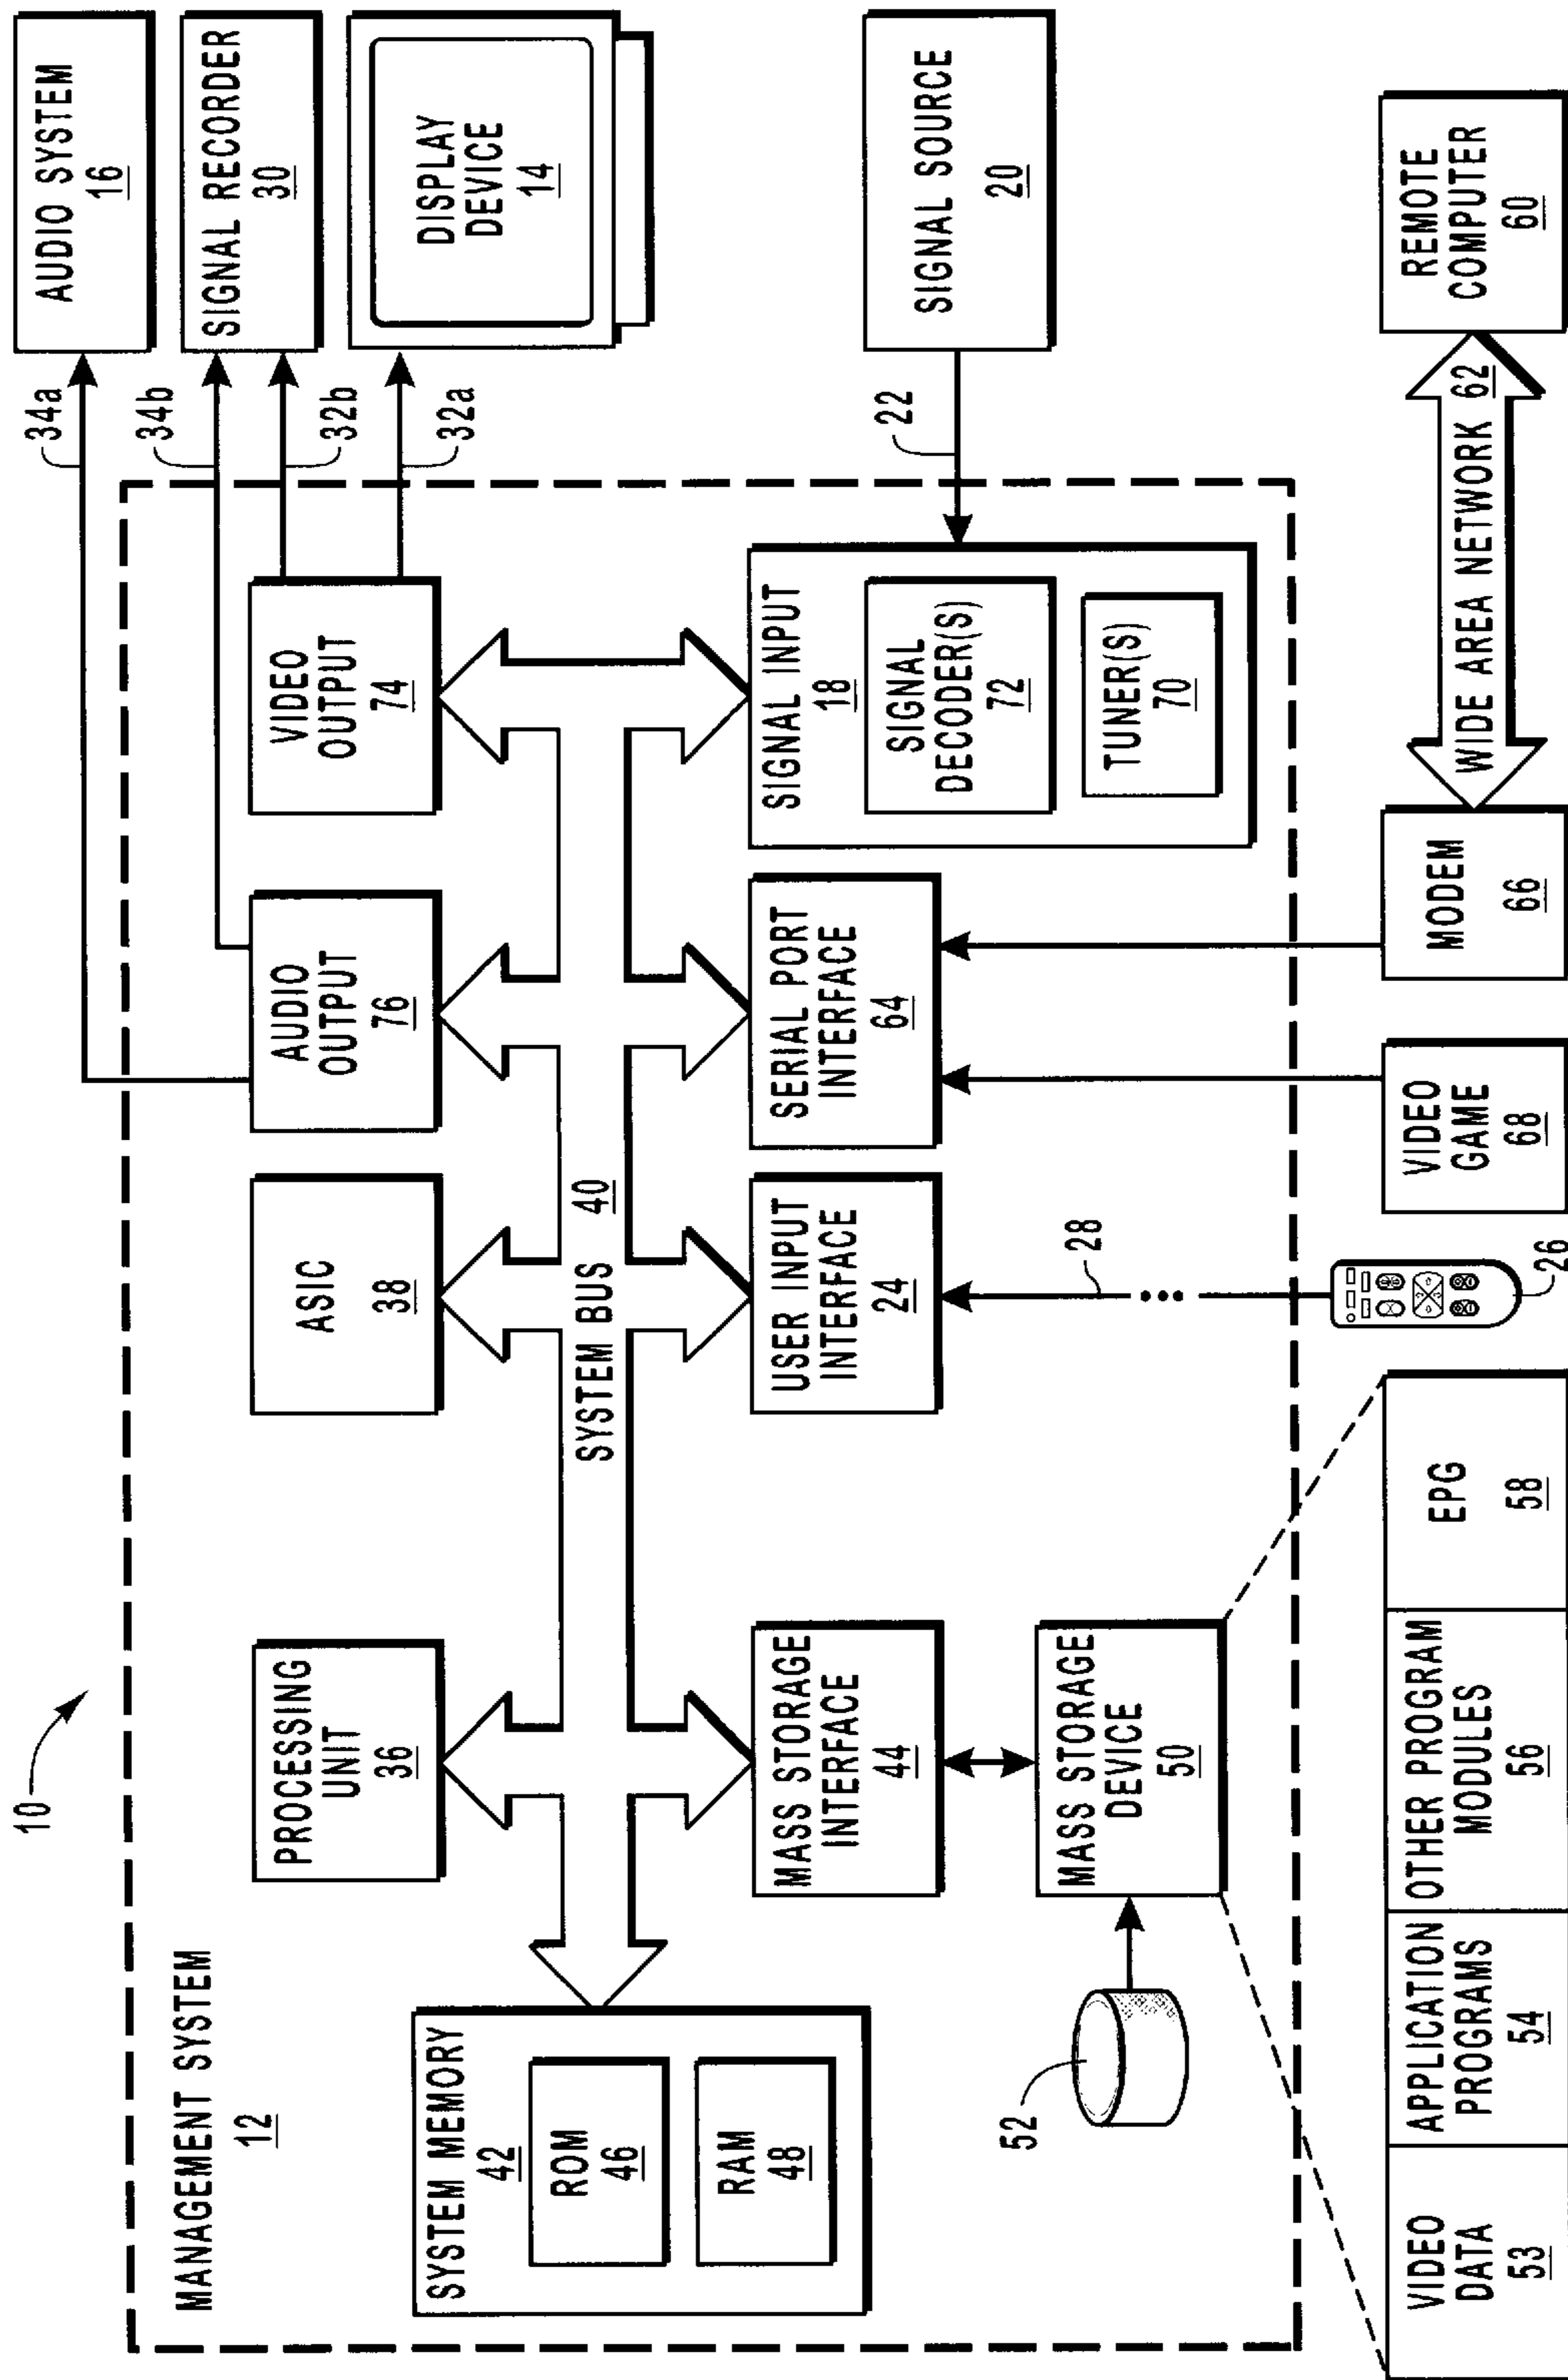 10
MANAGEMENT SYSTEM
12
SYSTEM MEMORY
42
ROM
46
RAM
48
PROCESSING
UNIT
36
ASIC
38
AUDIO
OUTPUT
76
VIDEO
OUTPUT
74
34a
34b
32b
32a
AUDIO SYSTEM
16
SIGNAL RECORDER
30
DISPLAY
DEVICE
14
SYSTEM BUS 40
MASS STORAGE
INTERFACE
44
USER INPUT
INTERFACE
24
SERIAL PORT
INTERFACE
64
SIGNAL INPUT
18
SIGNAL
DECODER(S)
72
TUNER(S)
70
22
SIGNAL SOURCE
20
52
MASS STORAGE
DEVICE
50
28
26
VIDEO
DATA
53
APPLICATION
PROGRAMS
54
OTHER PROGRAM
MODULES
56
EPG
58
VIDEO
GAME
68
MODEM
66
WIDE AREA NETWORK 62
REMOTE
COMPUTER
60